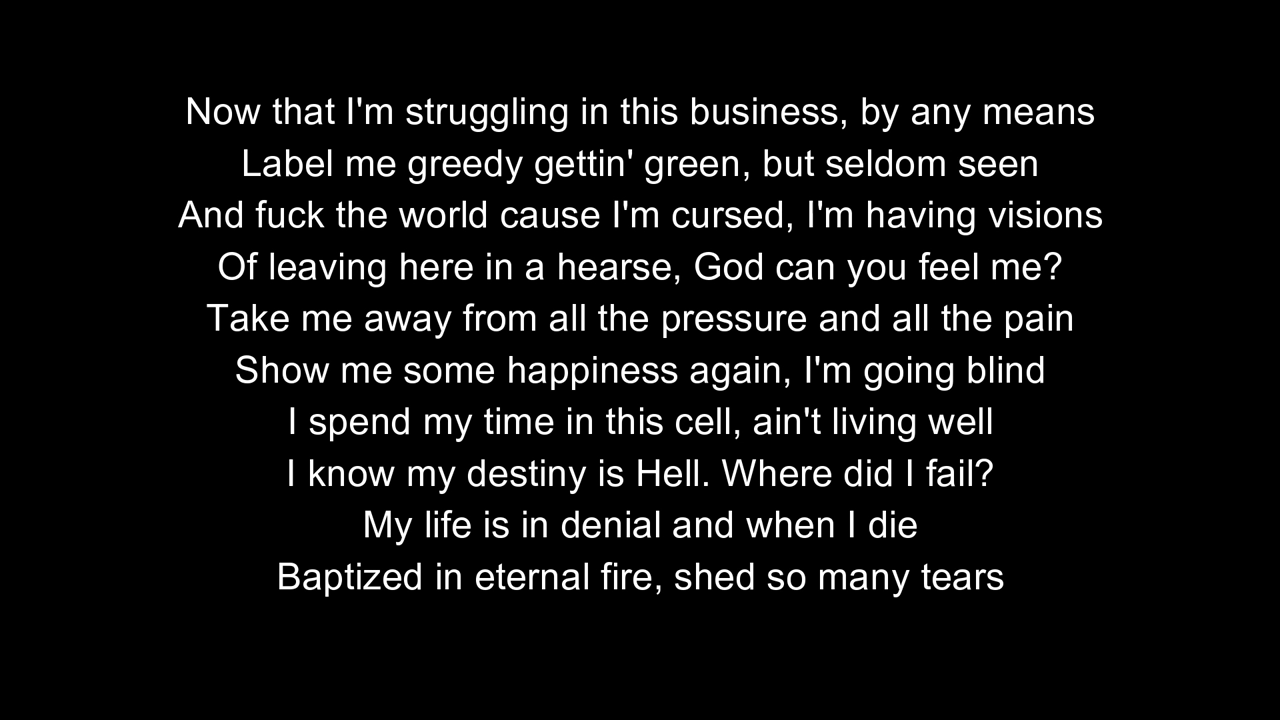 Now that I'm struggling in this business, by any means
Label me greedy gettin' green, but seldom seen
And fuck the world cause I'm cursed, I'm having visions
Of leaving here in a hearse, God can you feel me?
Take me away from all the pressure and all the pain
Show me some happiness again, I'm going blind
I spend my time in this cell, ain't living well
I know my destiny is Hell. Where did I fail?
My life is in denial and when I die
Baptized in eternal fire, shed so many tears